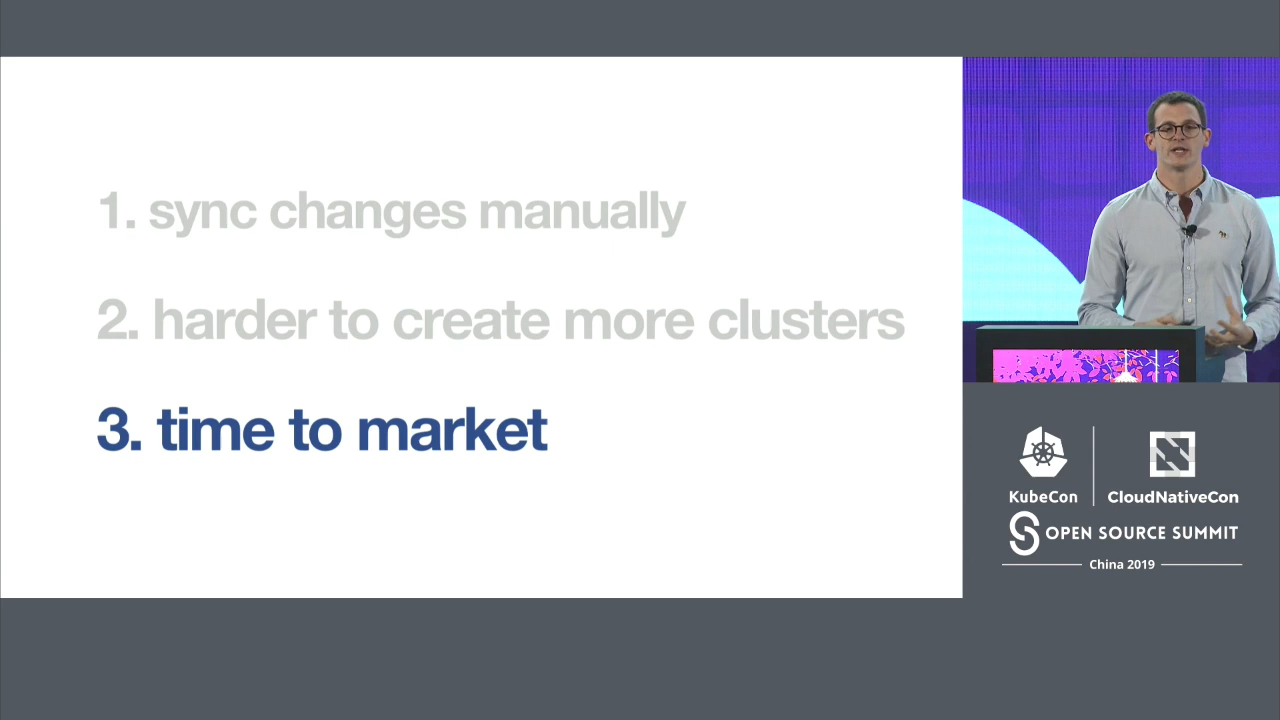 1. sync changes manually
2. harder to create more clusters
3. time to market
KubeCon
CloudNativeCon
OPEN SOURCE SUMMIT
China 2019